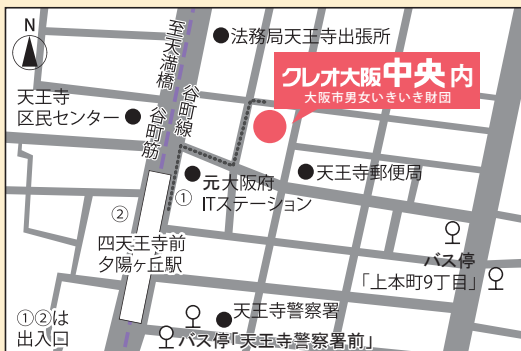 N
至天満橋
谷町線
谷町筋
法務局天王寺出張所
クレオ大阪中央内
大阪市男女いきいき財団
天王寺
区民センター
元大阪府
ITステーション
①
天王寺郵便局
②
四天王寺前
夕陽ヶ丘駅
バス停
「上本町9丁目」
天王寺警察署
バス停「天王寺警察署前」
①②は
出入口